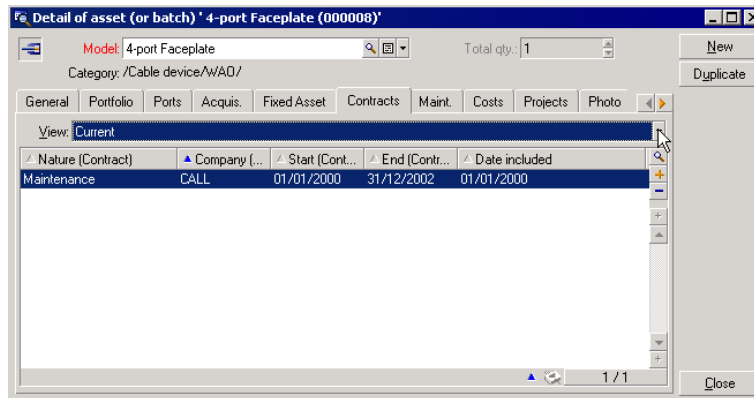 Detail of asset (or batch) ' 4-port Faceplate (000008)'
Model: 4-port Faceplate Total qty.: 1 New
Category: /Cable device/WAO/ Duplicate
General Portfolio Ports Acquis. Fixed Asset Contracts Maint. Costs Projects Photo
View: Current
Nature (Contract) Company (... Start (Cont... End (Contr... Date included
Maintenance CALL 01/01/2000 31/12/2002 01/01/2000
1 / 1
Close